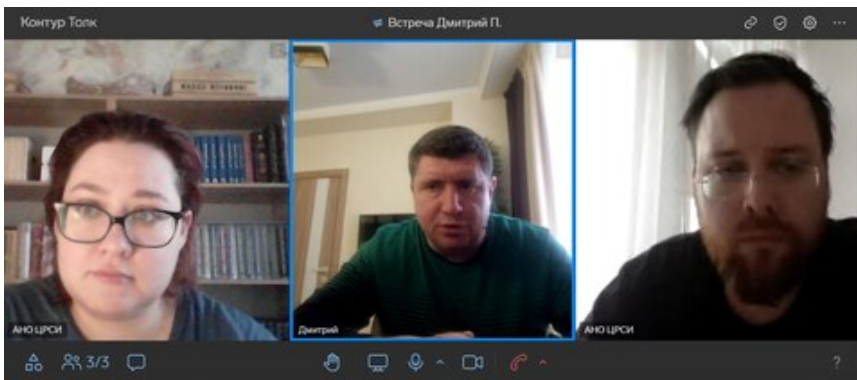 Контур Толк
Встреча Дмитрий П.
АНО ЦРСИ
Дмитрий
АНО ЦРСИ
3/3
?